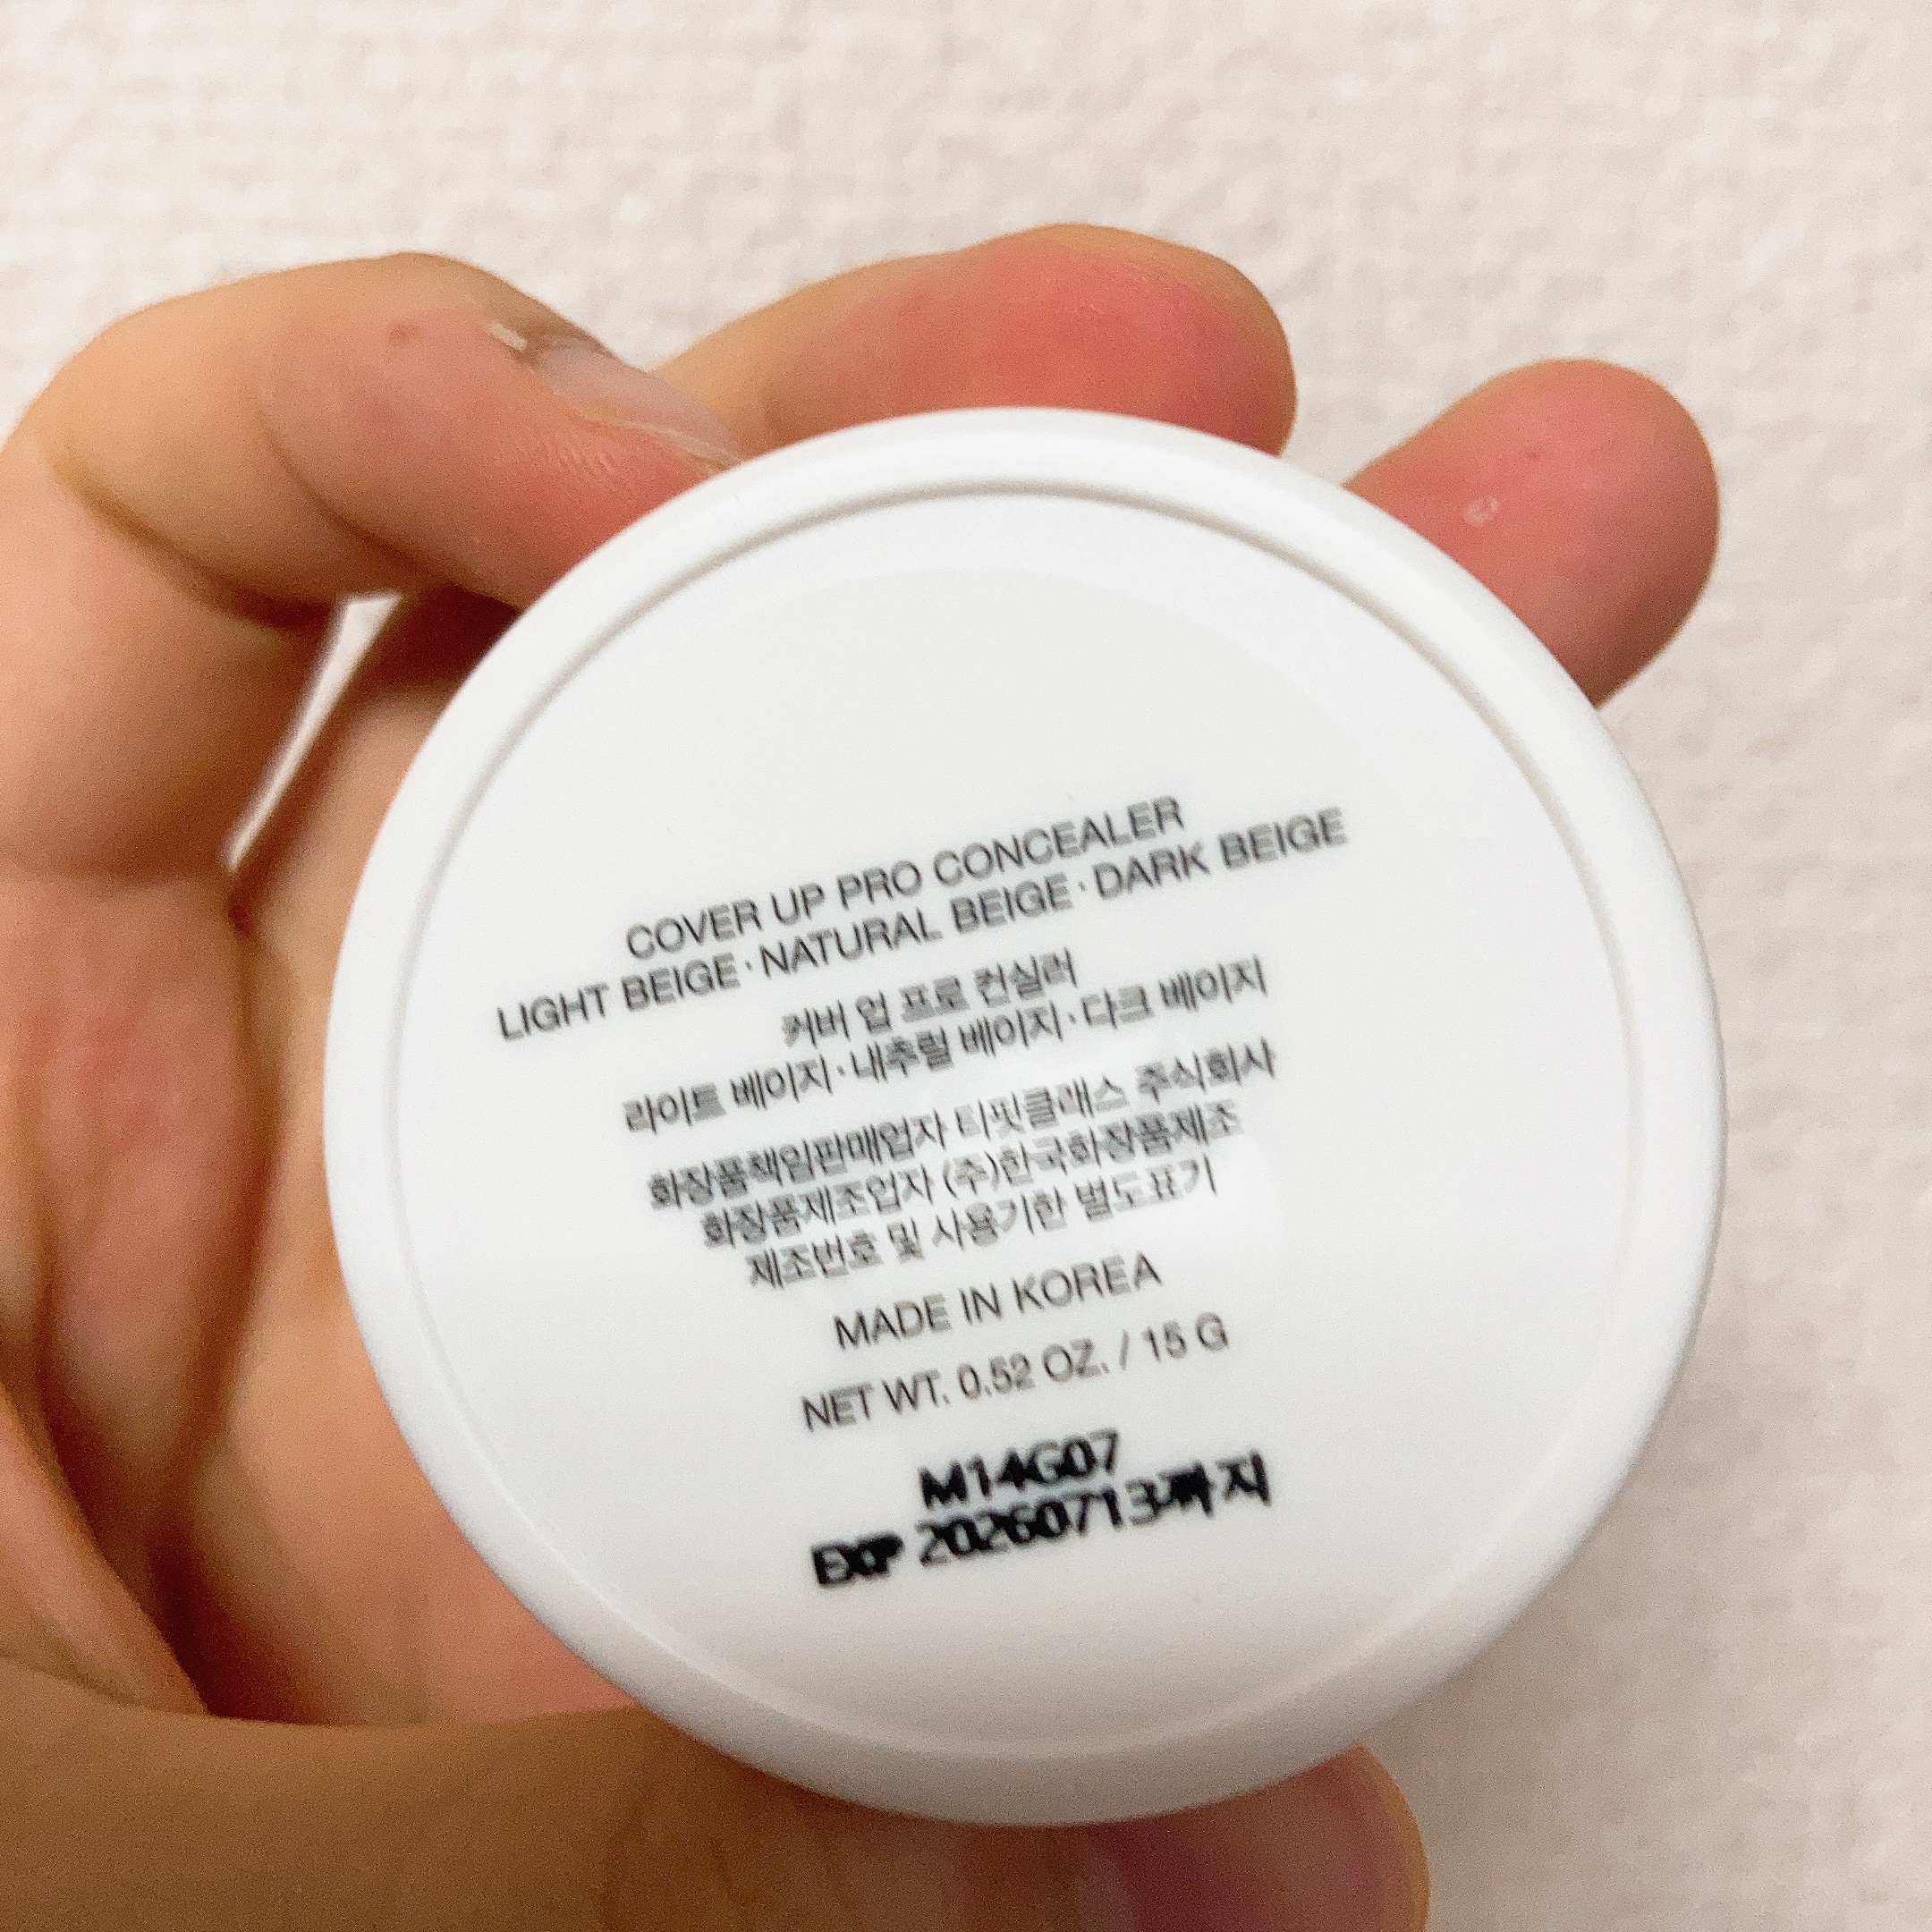 COVER UP PRO CONCEALER
LIGHT BEIGE · NATURAL BEIGE · DARK BEIGE
커버 업 프로 컨실러
라이트 베이지 · 내추럴 베이지 · 다크 베이지
화장품책임판매업자 티핏클래스 주식회사
화장품제조업자 (주)한국화장품제조
제조번호 및 사용기한 별도표기
MADE IN KOREA
NET WT. 0.52 OZ. / 15 G
M14G07
EXP 20260713까지